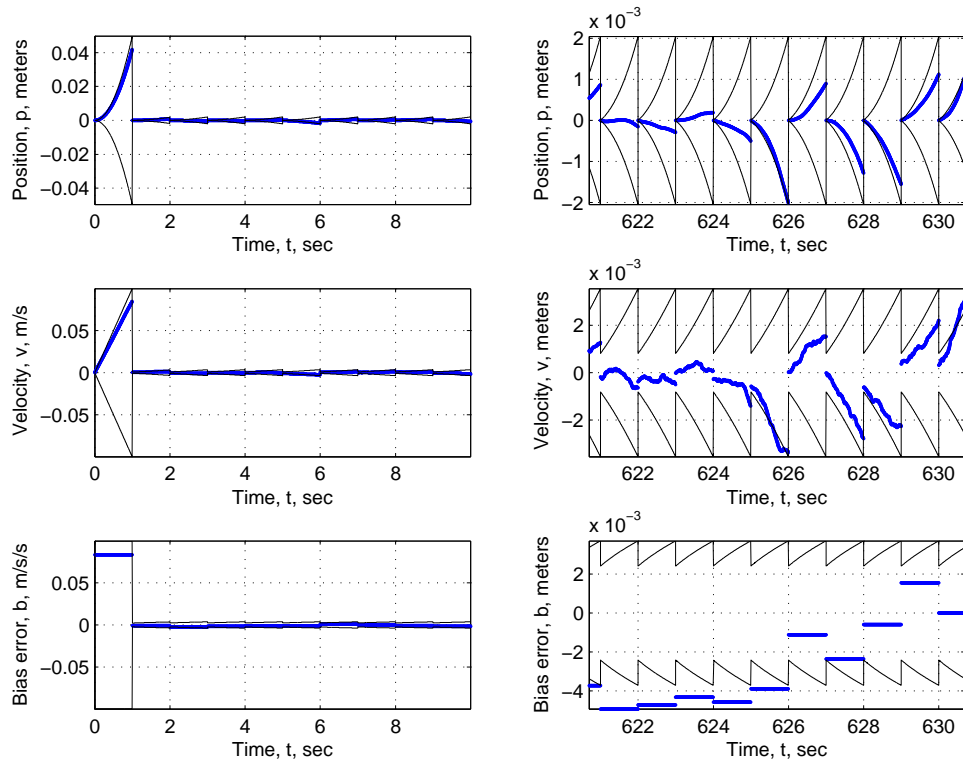 0.04
0.02
0
−0.02
−0.04
Position, p, meters
0 2 4 6 8
Time, t, sec
x 10−3
2
1
0
−1
−2
Position, p, meters
622 624 626 628 630
Time, t, sec
0.05
0
−0.05
Velocity, v, m/s
0 2 4 6 8
Time, t, sec
x 10−3
2
0
−2
Velocity, v, meters
622 624 626 628 630
Time, t, sec
0.05
0
−0.05
Bias error, b, m/s/s
0 2 4 6 8
Time, t, sec
x 10−3
2
0
−2
−4
Bias error, b, meters
622 624 626 628 630
Time, t, sec